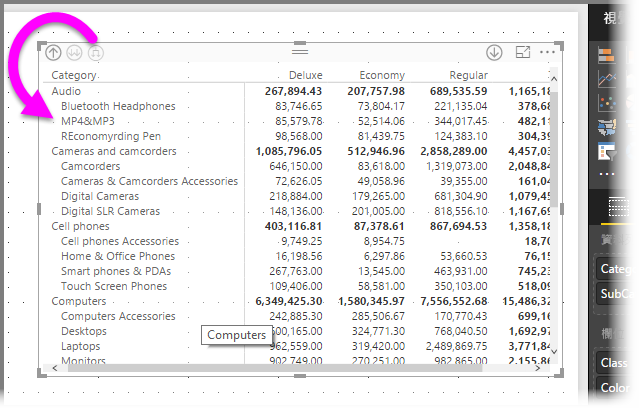 視
Category Deluxe Economy Regular
Audio 267,894.43 207,757.98 689,535.59 1,165,18
Bluetooth Headphones 83,746.65 73,804.17 221,135.04 378,68
MP4&MP3 85,579.78 52,514.06 344,017.45 482,11
REconomyrding Pen 98,568.00 81,439.75 124,383.10 304,39
Cameras and camcorders 1,085,796.05 512,946.96 2,858,289.00 4,457,03
Camcorders 646,150.00 83,618.00 1,319,073.00 2,048,84
Cameras & Camcorders Accessories 72,626.05 49,058.96 39,355.00 161,04
Digital Cameras 218,884.00 179,265.00 681,304.90 1,079,45
Digital SLR Cameras 148,136.00 201,005.00 818,556.10 1,167,69
Cell phones 403,116.81 87,378.61 867,694.53 1,358,18
Cell phones Accessories 9,749.25 8,954.75 18,70
Home & Office Phones 16,198.56 6,297.86 53,660.53 76,15
Smart phones & PDAs 267,763.00 13,545.00 463,931.00 745,23
Touch Screen Phones 109,406.00 58,581.00 350,103.00 518,09
Computers 6,349,425.30 1,580,345.97 7,556,552.68 15,486,32
Computers Accessories 242,885.30 285,506.67 170,770.43 699,16
Desktops 600,165.00 324,771.30 768,040.50 1,692,97
Computers
Laptops 962,559.00 319,420.00 2,489,869.75 3,771,84
Monitors 902,749.00 270,251.00 982,865.00 2,155,86
資
Categ
SubCa
欄
Class
Color